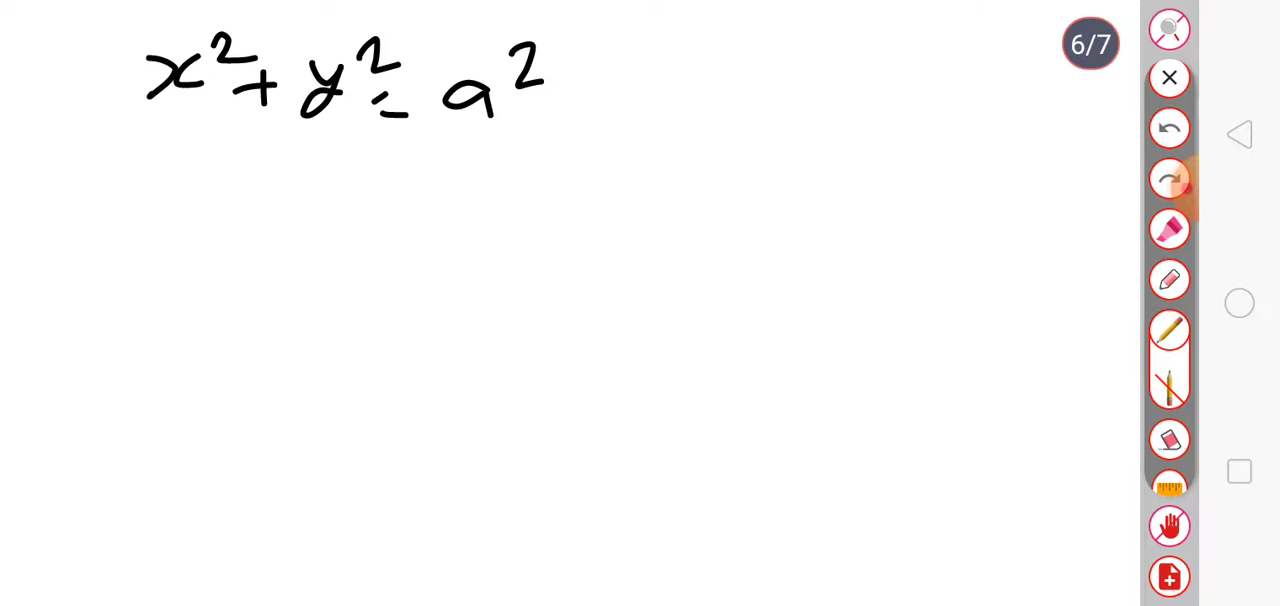 x² + y² = a²
6/7